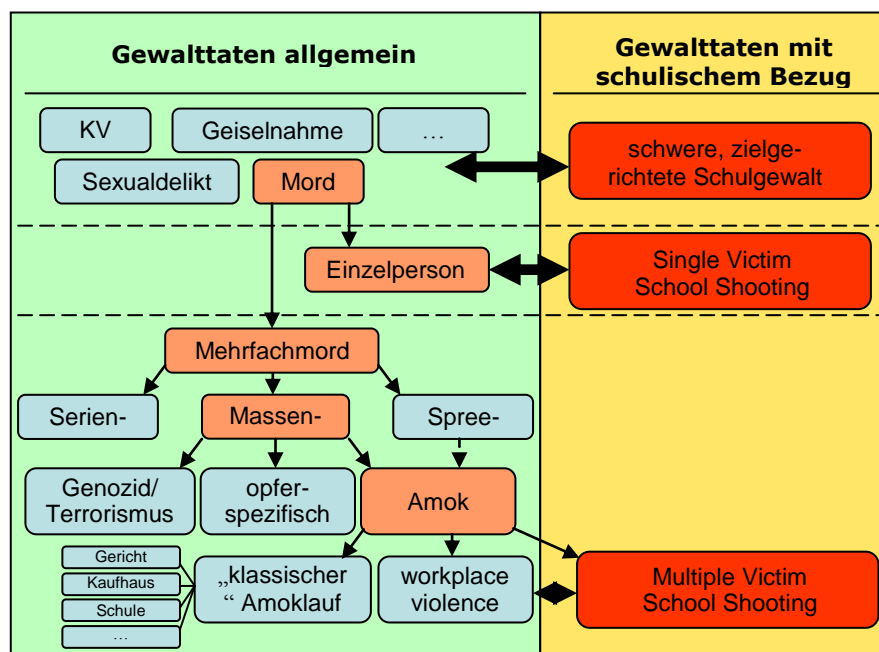 Gewalttaten allgemein
Gewalttaten mit
schulischem Bezug
KV
Geiselnahme
…
Sexualdelikt
Mord
schwere, zielge-
richtete Schulgewalt
Einzelperson
Single Victim
School Shooting
Mehrfachmord
Serien-
Massen-
Spree-
Genozid/
Terrorismus
opfer-
spezifisch
Amok
Gericht
Kaufhaus
Schule
…
„klassischer
“ Amoklauf
workplace
violence
Multiple Victim
School Shooting